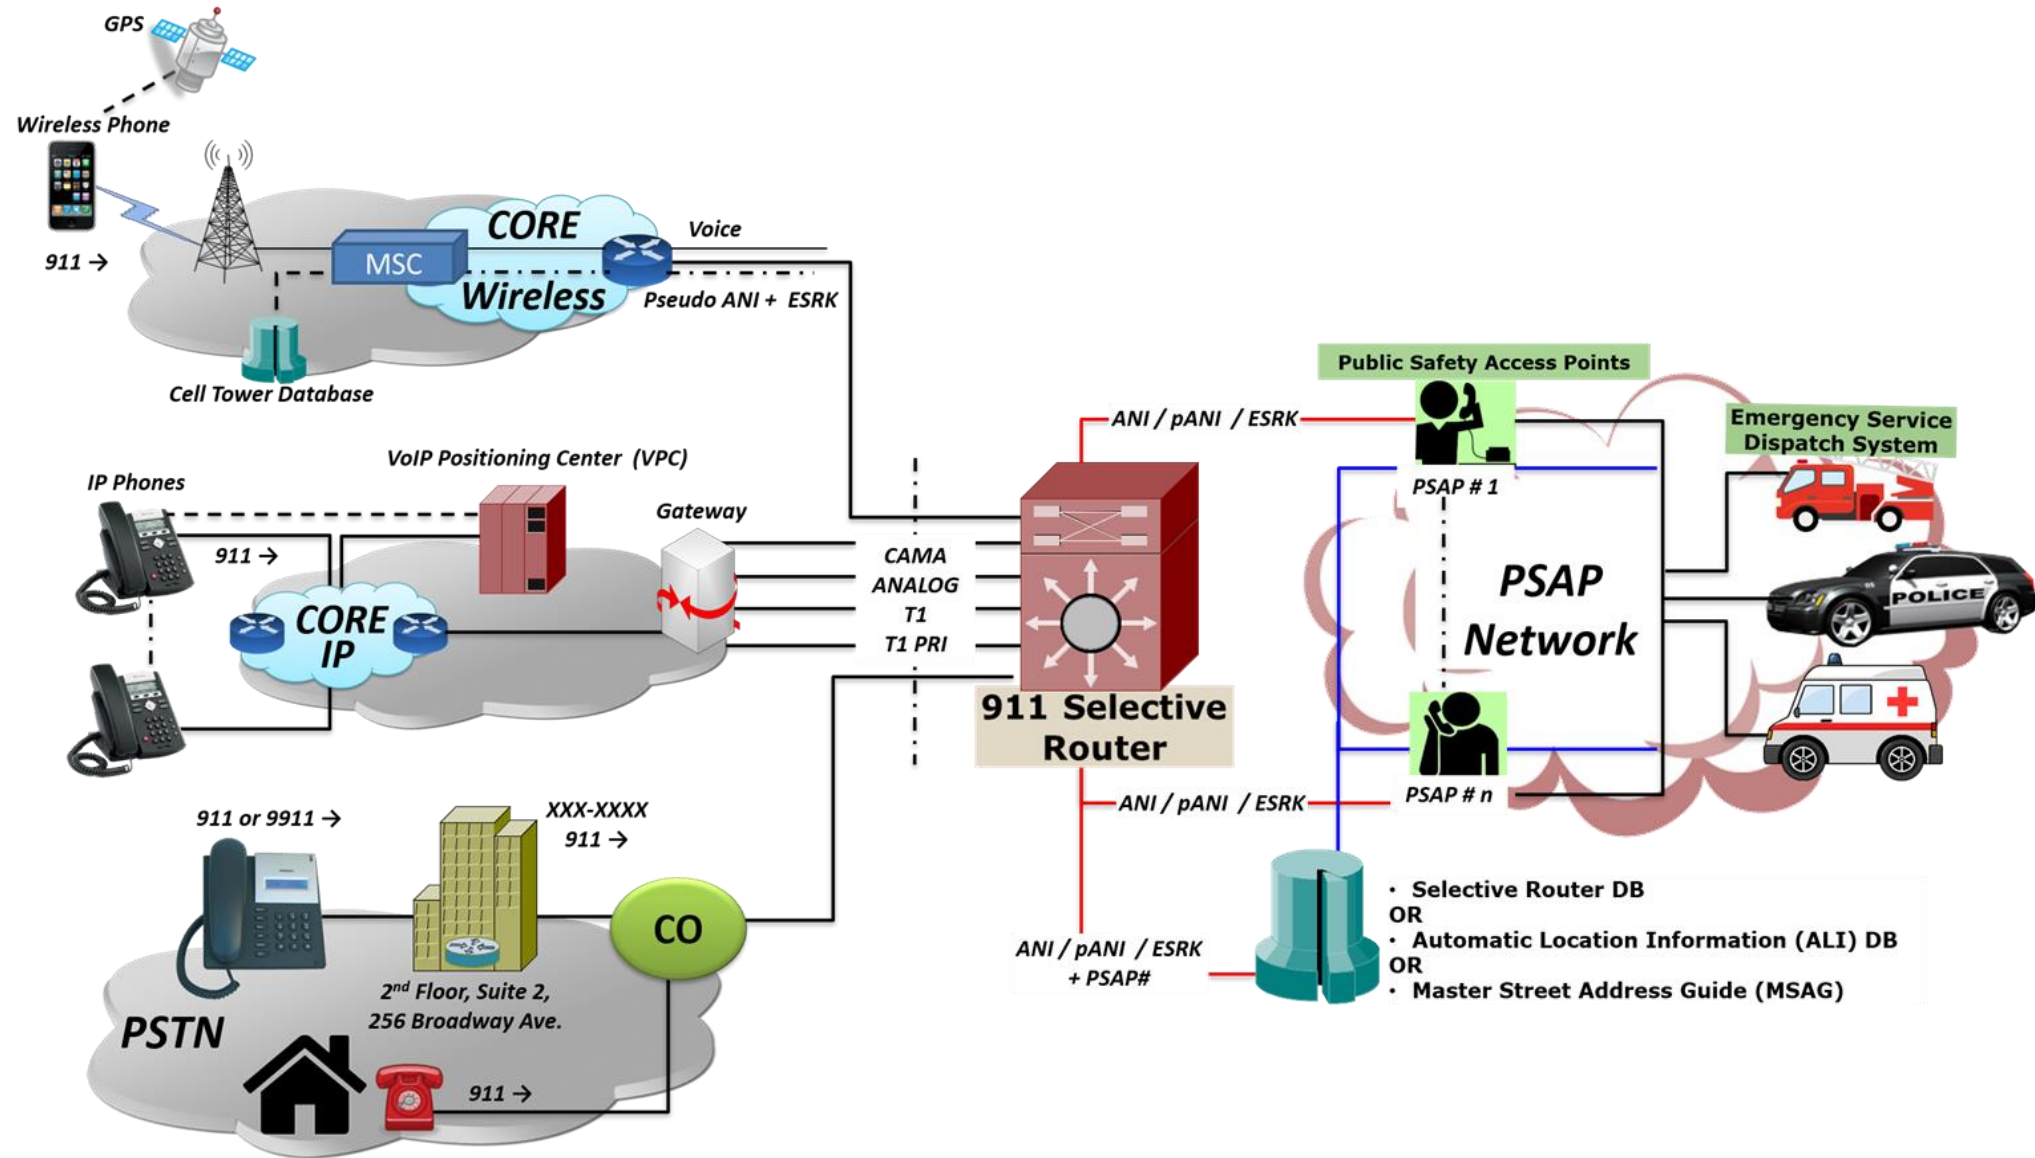 GPS
Wireless Phone
911 →
CORE
MSC
Wireless
Voice
Pseudo ANI + ESRK
Cell Tower Database
VoIP Positioning Center (VPC)
IP Phones
911 →
Gateway
CORE
IP
CAMA
ANALOG
T1
T1 PRI
911 Selective
Router
911 or 9911 →
XXX-XXXX
911 →
CO
2nd Floor, Suite 2,
256 Broadway Ave.
PSTN
911 →
Public Safety Access Points
ANI / pANI / ESRK
PSAP # 1
Emergency Service
Dispatch System
PSAP
Network
POLICE
PSAP # n
ANI / pANI / ESRK
ANI / pANI / ESRK
+ PSAP#
• Selective Router DB
OR
• Automatic Location Information (ALI) DB
OR
• Master Street Address Guide (MSAG)